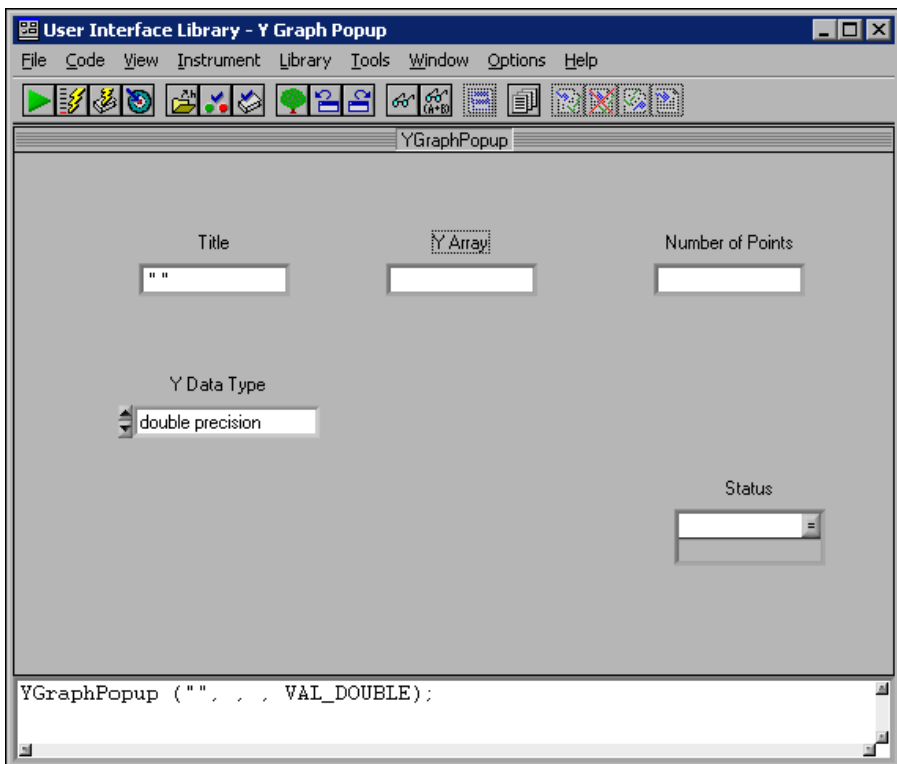 User Interface Library - Y Graph Popup
File Code View Instrument Library Tools Window Options Help
(A+B)
YGraphPopup
Title Y Array Number of Points
" "
Y Data Type
double precision
Status
=
YGraphPopup ("", , , VAL_DOUBLE);